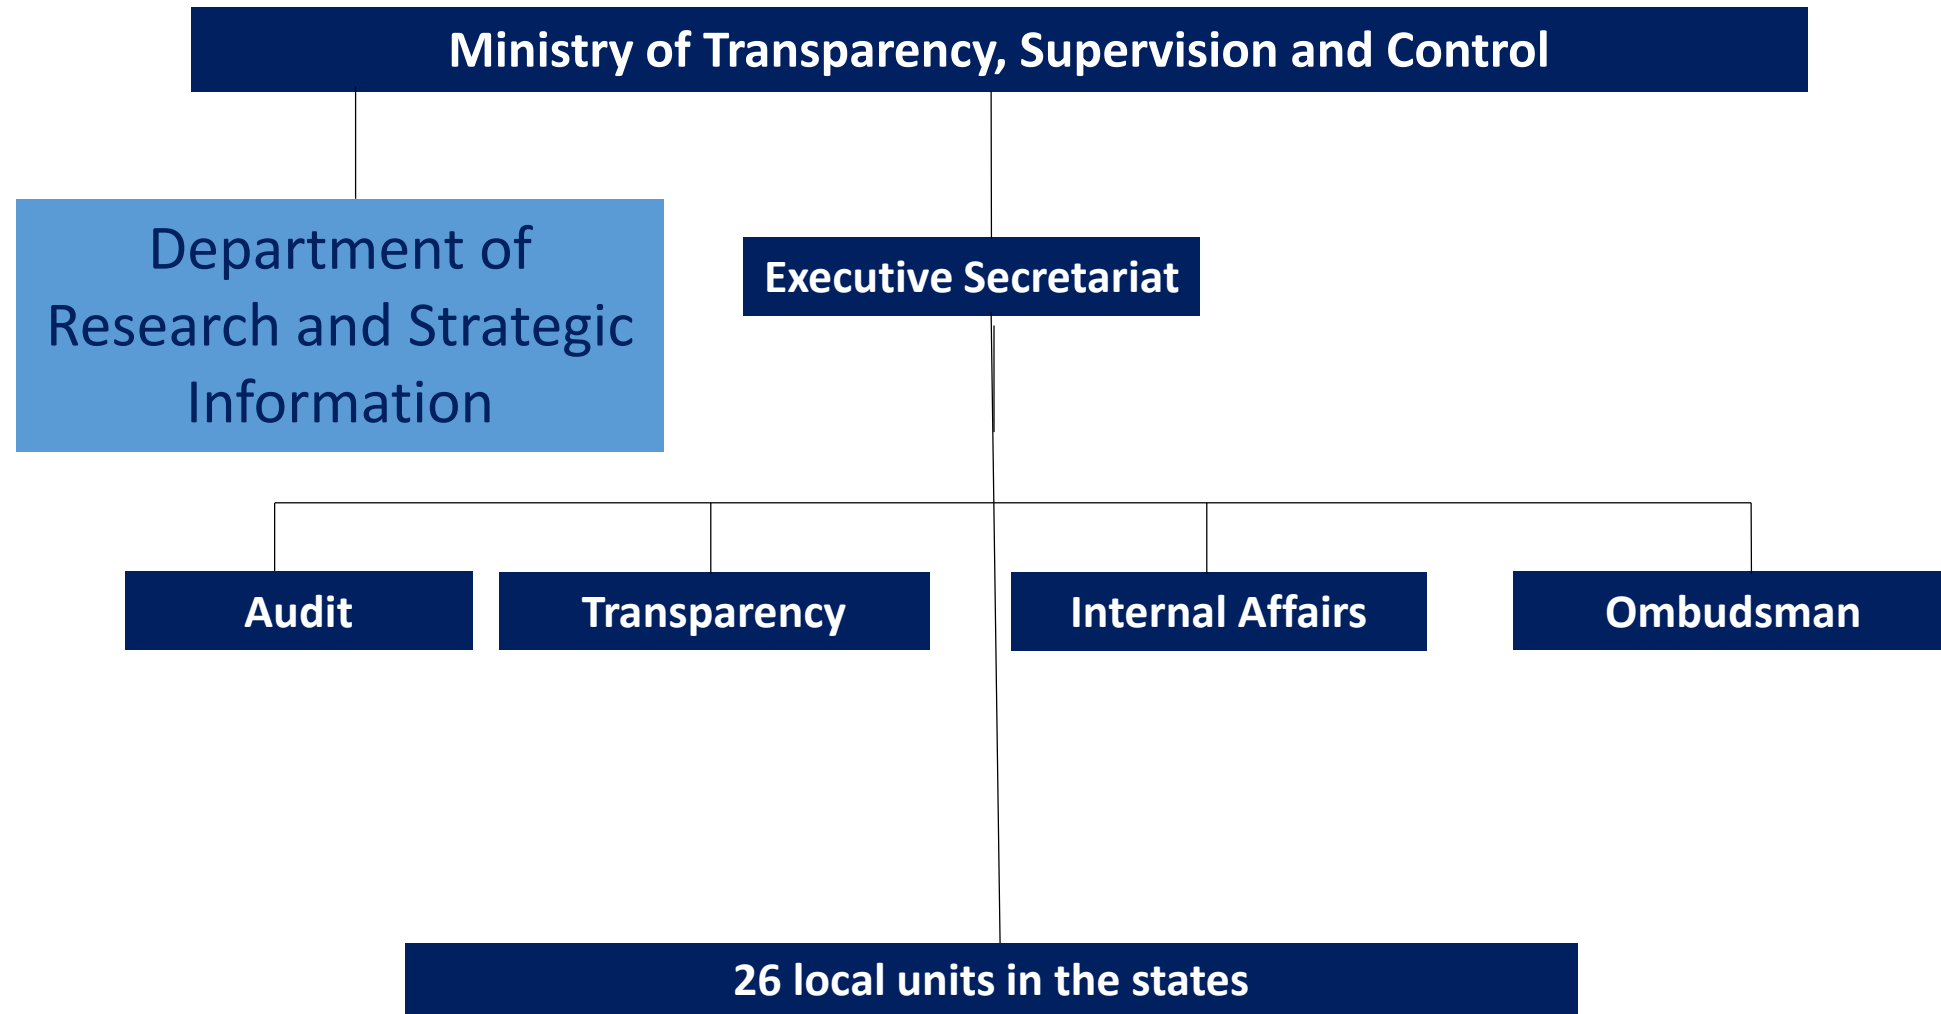 Ministry of Transparency, Supervision and Control
Department of
Research and Strategic
Information
Executive Secretariat
Audit
Transparency
Internal Affairs
Ombudsman
26 local units in the states